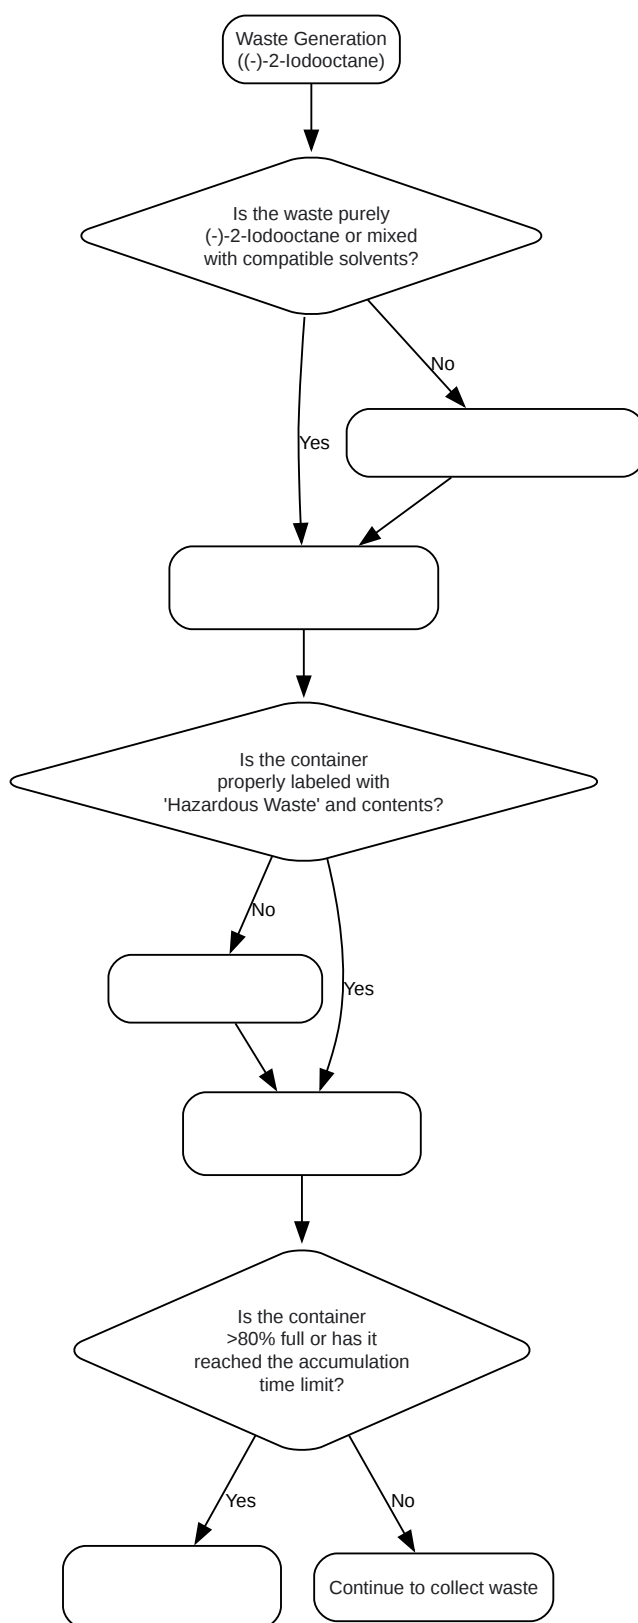 Waste Generation
((-)-2-Iodooctane)
Is the waste purely
(-)-2-Iodooctane or mixed
with compatible solvents?
No
Yes
Is the container
properly labeled with
'Hazardous Waste' and contents?
No
Yes
Is the container
>80% full or has it
reached the accumulation
time limit?
Yes
No
Continue to collect waste